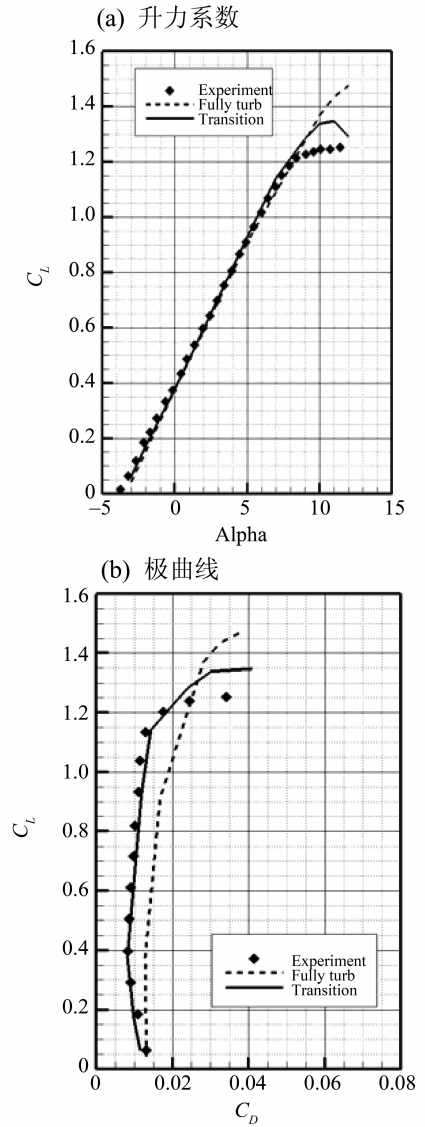 (a) 升力系数
1.6
1.4
1.2
1.0
0.8
0.6
0.4
0.2
0
Experiment
Fully turb
Transition
C_L
−5 0 5 10 15
Alpha
(b) 极曲线
1.6
1.4
1.2
1.0
0.8
0.6
0.4
0.2
0
C_L
Experiment
Fully turb
Transition
0 0.02 0.04 0.06 0.08
C_D